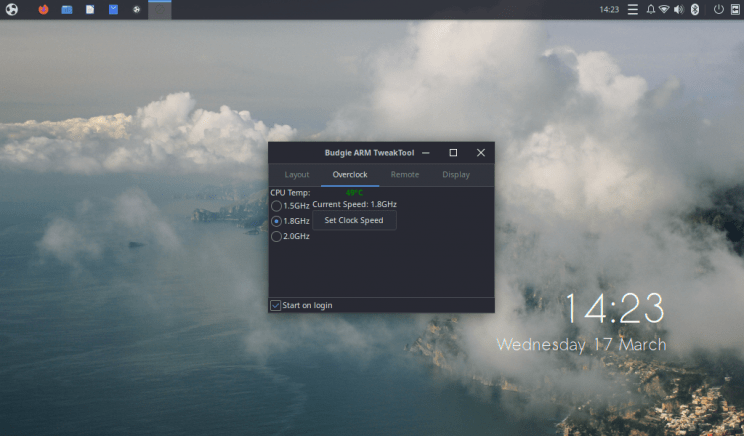 14:23
Budgie ARM TweakTool
Layout Overclock Remote Display
CPU Temp: 49°C
1.5GHz Current Speed: 1.8GHz
1.8GHz Set Clock Speed
2.0GHz
Start on login
14:23
Wednesday 17 March